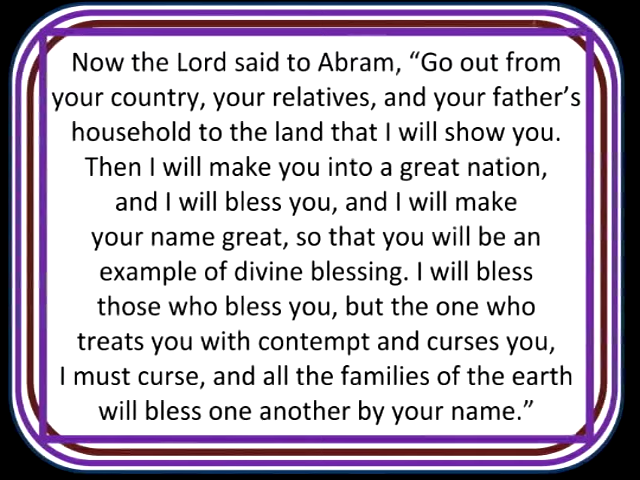 Now the Lord said to Abram, “Go out from
your country, your relatives, and your father’s
household to the land that I will show you.
Then I will make you into a great nation,
and I will bless you, and I will make
your name great, so that you will be an
example of divine blessing. I will bless
those who bless you, but the one who
treats you with contempt and curses you,
I must curse, and all the families of the earth
will bless one another by your name.”